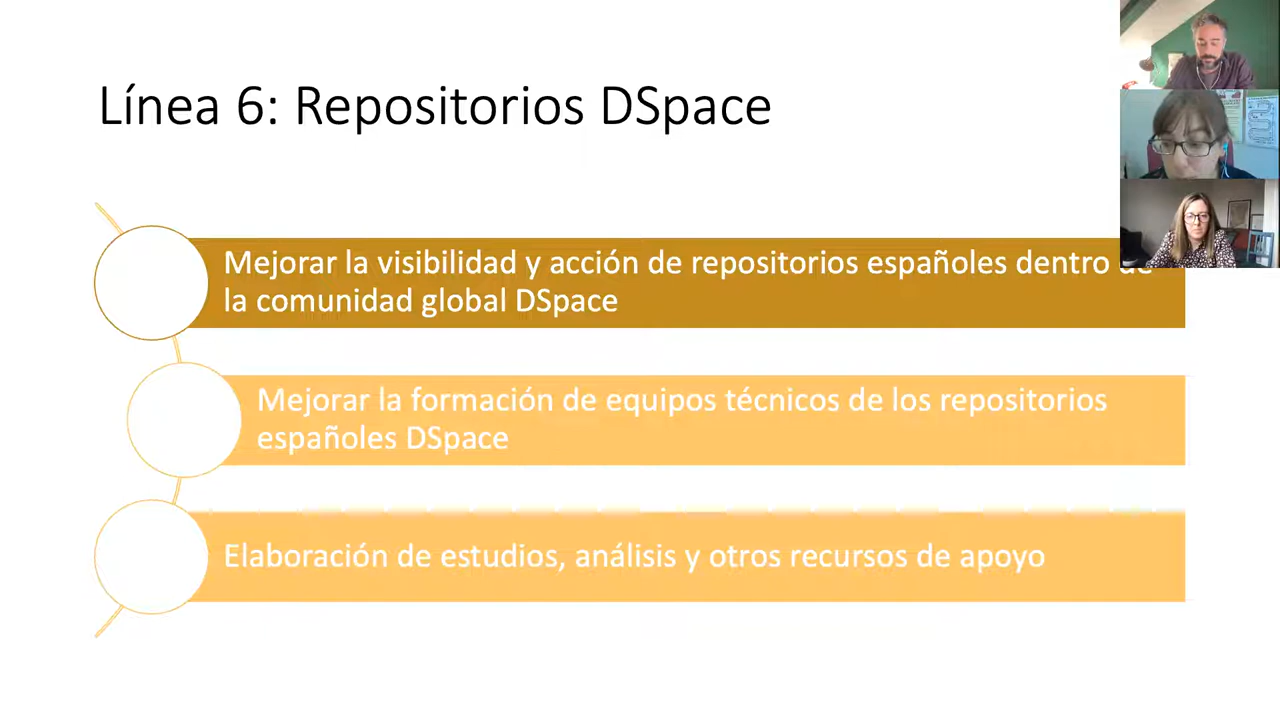 Línea 6: Repositorios DSpace
Mejorar la visibilidad y acción de repositorios españoles dentro de
la comunidad global DSpace
Mejorar la formación de equipos técnicos de los repositorios
españoles DSpace
Elaboración de estudios, análisis y otros recursos de apoyo